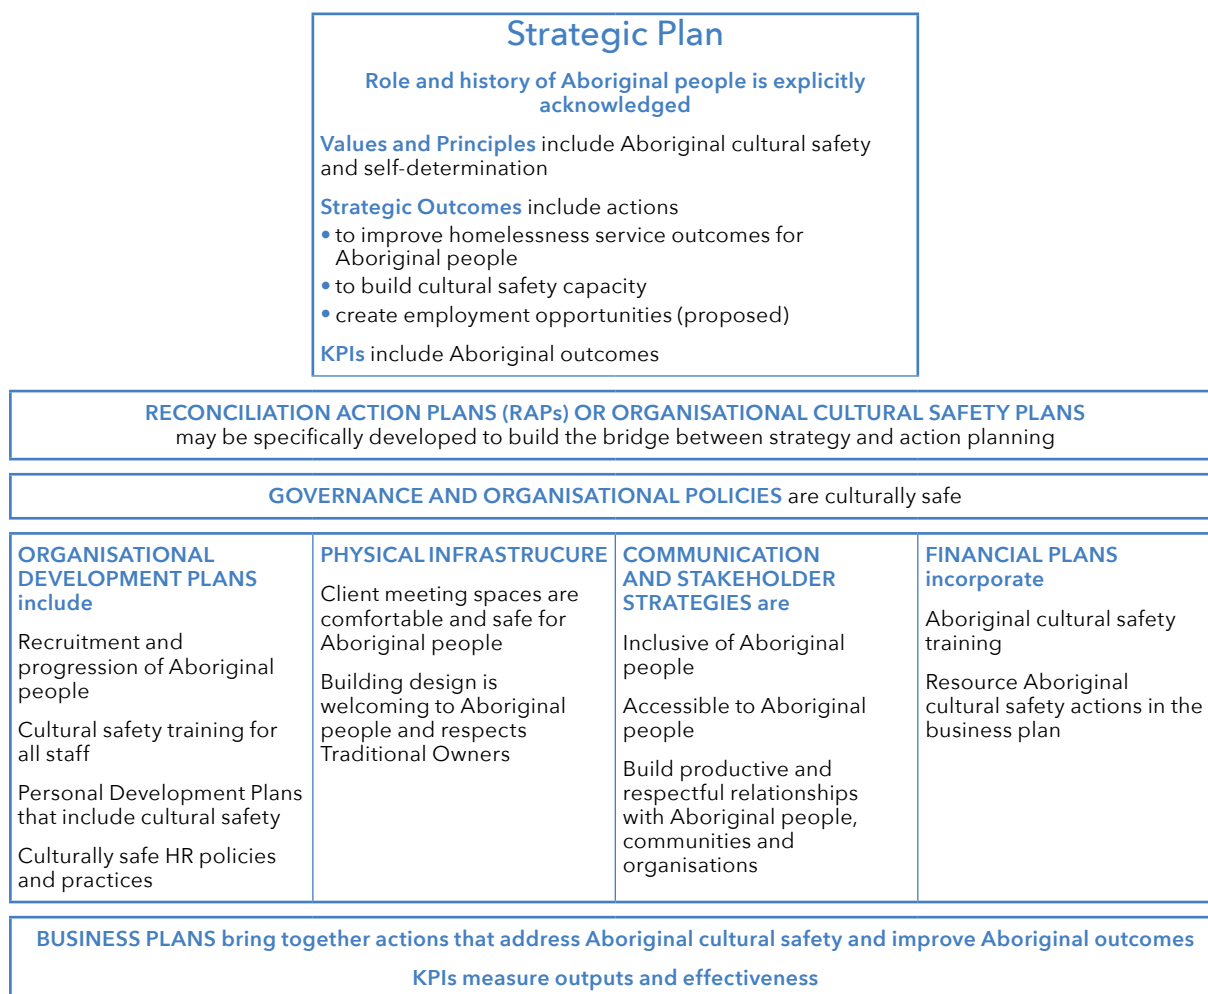 Strategic Plan
Role and history of Aboriginal people is explicitly
acknowledged
Values and Principles include Aboriginal cultural safety
and self-determination
Strategic Outcomes include actions
• to improve homelessness service outcomes for
Aboriginal people
• to build cultural safety capacity
• create employment opportunities (proposed)
KPIs include Aboriginal outcomes
RECONCILIATION ACTION PLANS (RAPs) OR ORGANISATIONAL CULTURAL SAFETY PLANS
may be specifically developed to build the bridge between strategy and action planning
GOVERNANCE AND ORGANISATIONAL POLICIES are culturally safe
ORGANISATIONAL
DEVELOPMENT PLANS
include
Recruitment and
progression of Aboriginal
people
Cultural safety training for
all staff
Personal Development Plans
that include cultural safety
Culturally safe HR policies
and practices
PHYSICAL INFRASTRUCURE
Client meeting spaces are
comfortable and safe for
Aboriginal people
Building design is
welcoming to Aboriginal
people and respects
Traditional Owners
COMMUNICATION
AND STAKEHOLDER
STRATEGIES are
Inclusive of Aboriginal
people
Accessible to Aboriginal
people
Build productive and
respectful relationships
with Aboriginal people,
communities and
organisations
FINANCIAL PLANS
incorporate
Aboriginal cultural safety
training
Resource Aboriginal
cultural safety actions in the
business plan
BUSINESS PLANS bring together actions that address Aboriginal cultural safety and improve Aboriginal outcomes
KPIs measure outputs and effectiveness